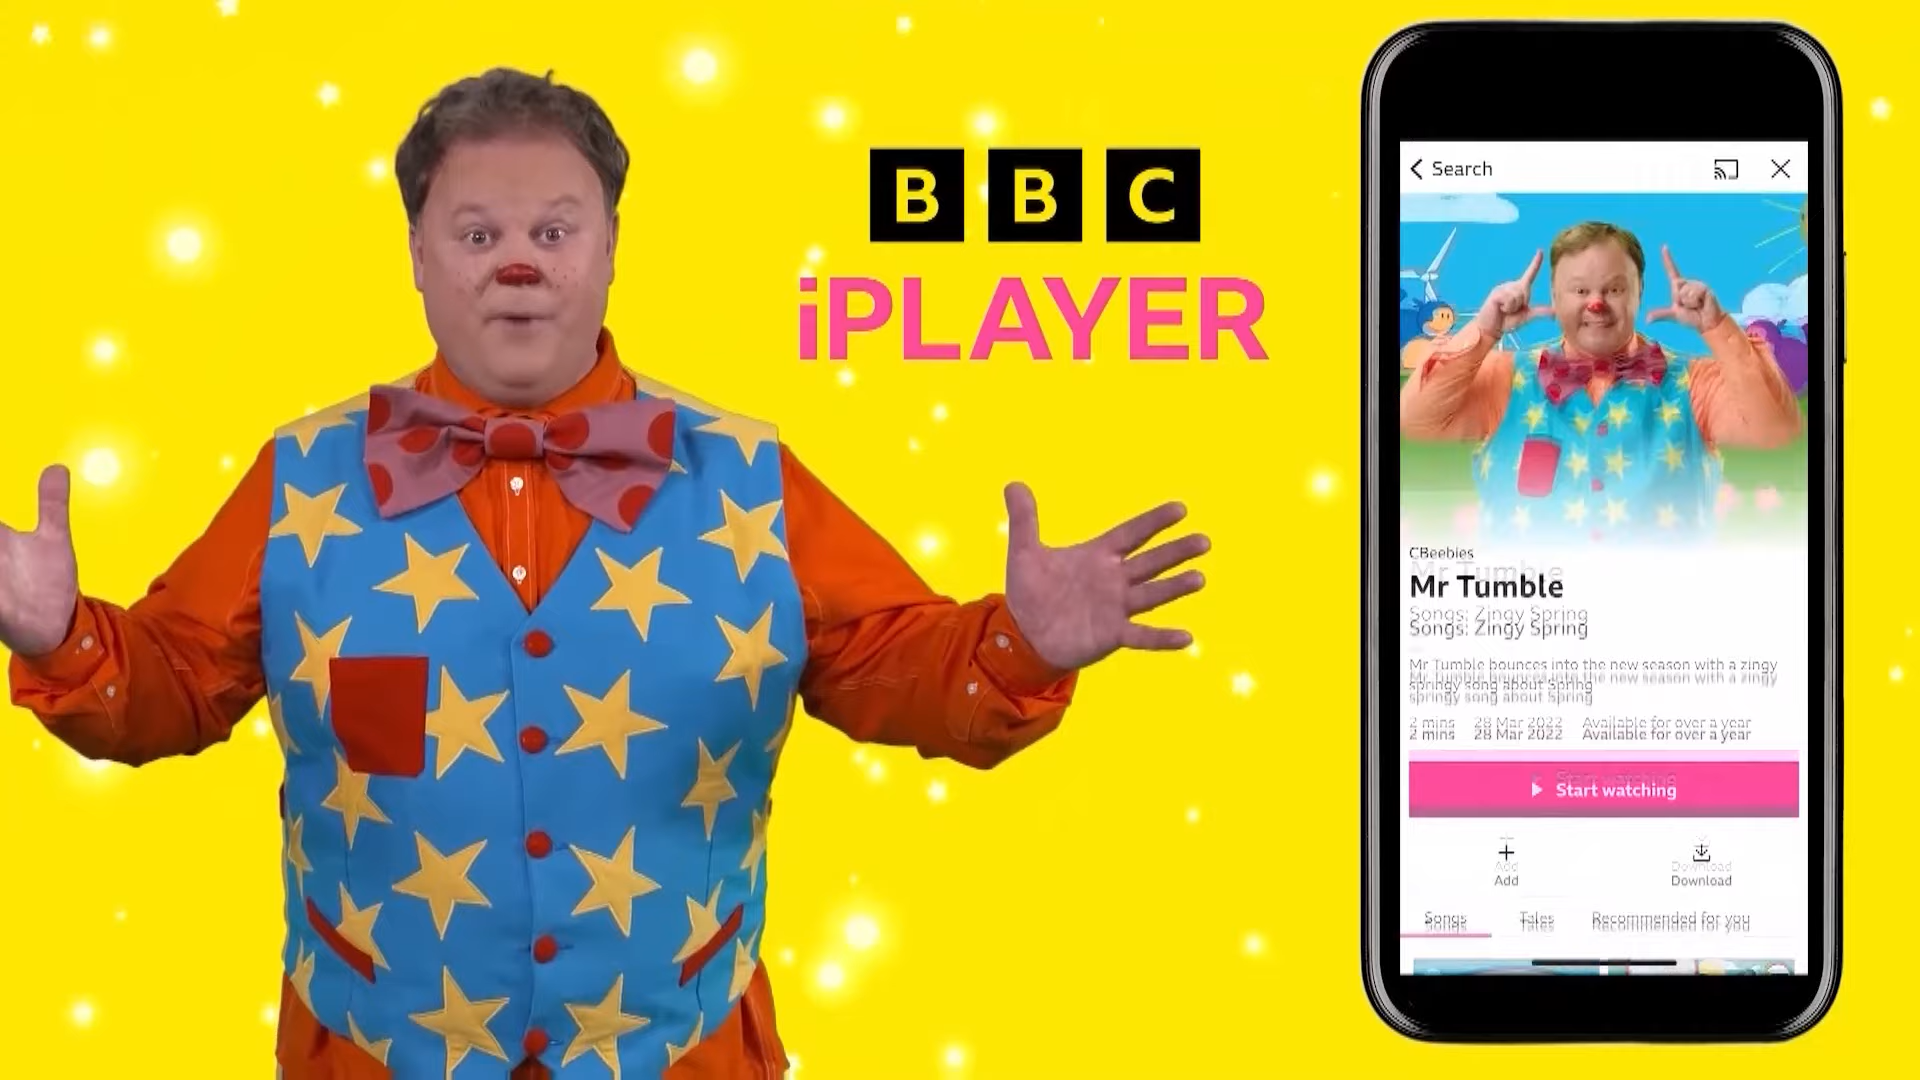 BBC
iPLAYER
Search
CBeebies
Mr Tumble
Songs: Zingy Spring
Mr Tumble bounces into the new season with a zingy
springy song about Spring
2 mins 28 Mar 2022 Available for over a year
Start watching
Add Download
Songs Tales Recommended for you